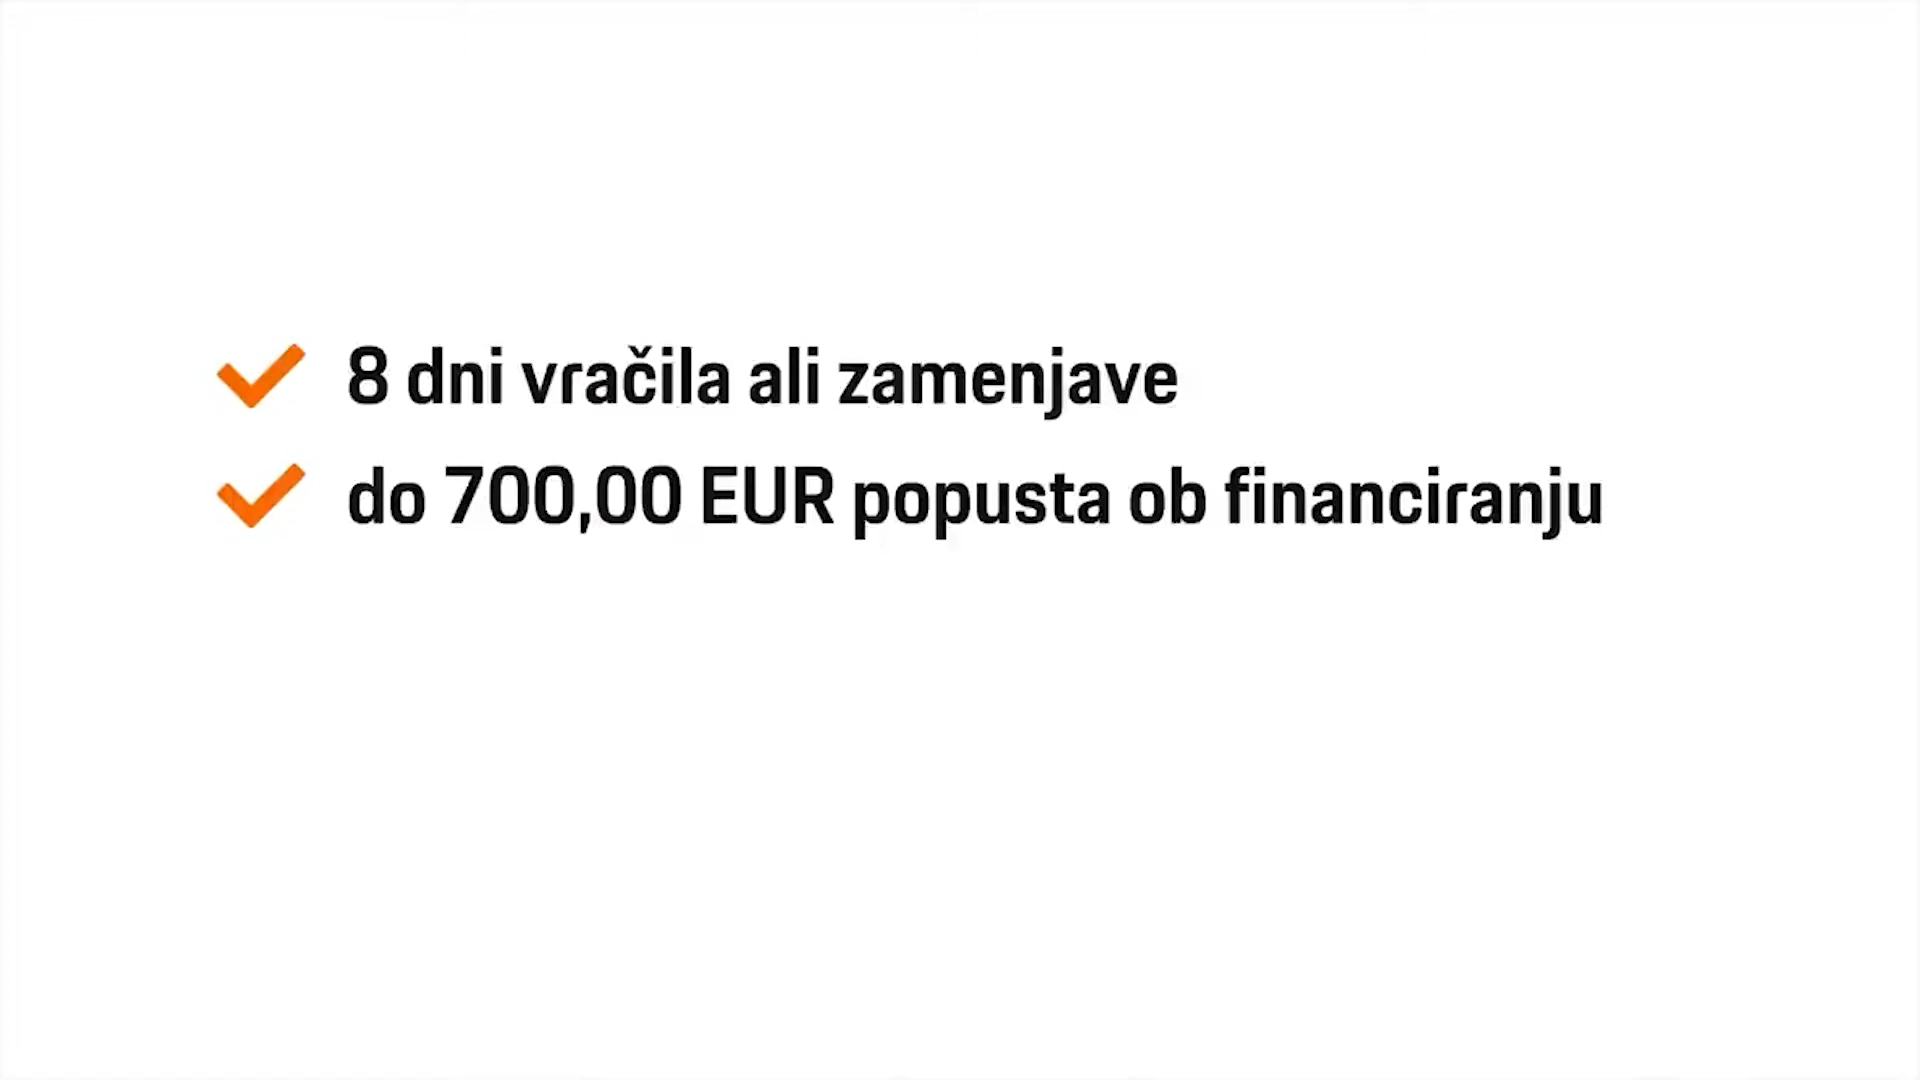 8 dni vračila ali zamenjave
do 700,00 EUR popusta ob financiranju